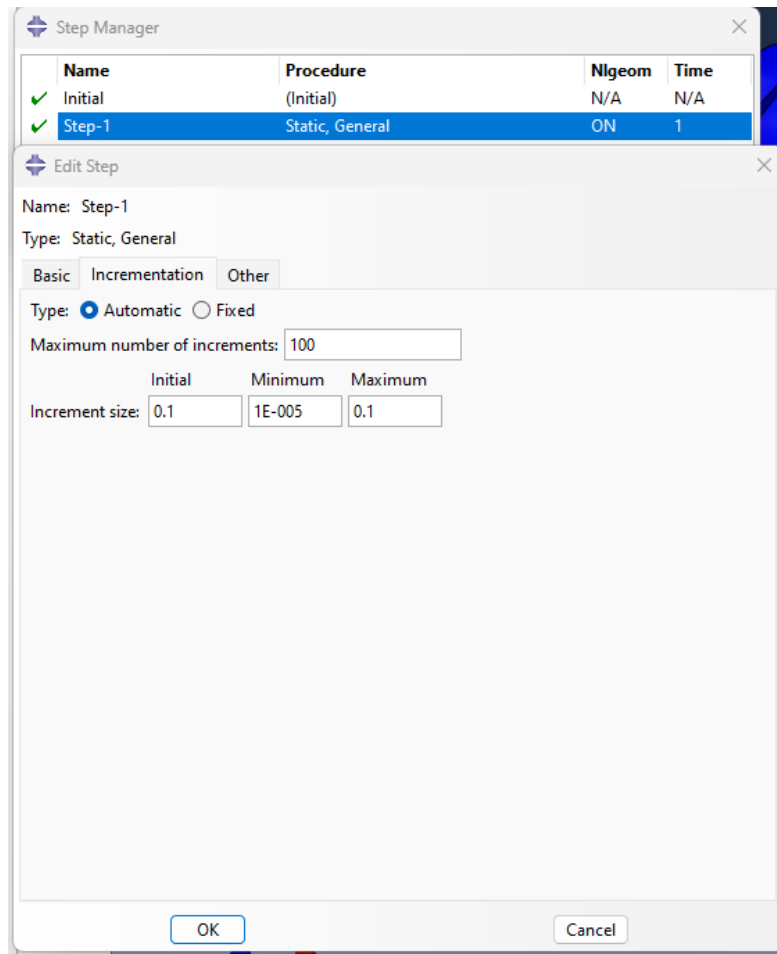 Step Manager
Name Procedure Nlgeom Time
Initial (Initial) N/A N/A
Step-1 Static, General ON 1
Edit Step
Name: Step-1
Type: Static, General
Basic Incrementation Other
Type: Automatic Fixed
Maximum number of increments: 100
Initial Minimum Maximum
Increment size: 0.1 1E-005 0.1
OK Cancel